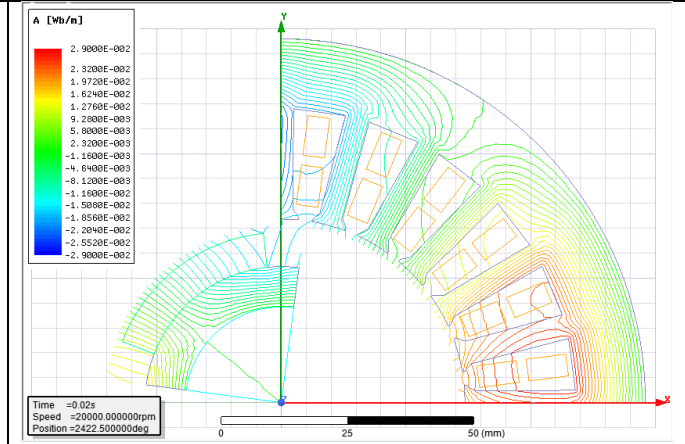 A [Wb/m]
2.9000E-002
2.3200E-002
1.9720E-002
1.6240E-002
1.2760E-002
9.2800E-003
5.8000E-003
2.3200E-003
-1.1600E-003
-4.6400E-003
-8.1200E-003
-1.1600E-002
-1.5080E-002
-1.8560E-002
-2.2040E-002
-2.5520E-002
-2.9000E-002
Y
X
Time =0.02s
Speed =20000.000000rpm
Position =2422.500000deg
0 25 50 (mm)